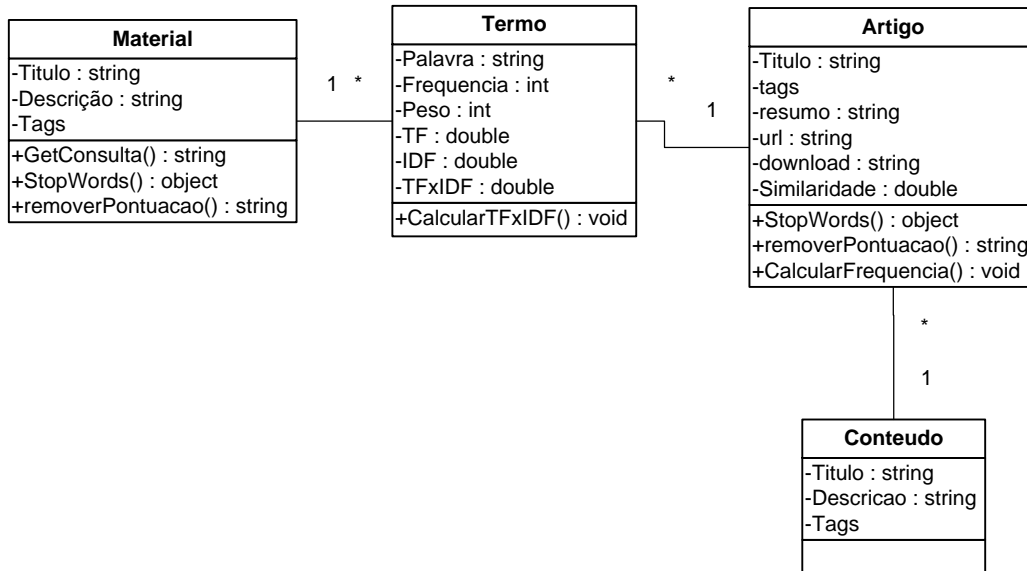 Material
-Titulo : string
-Descrição : string
-Tags
+GetConsulta() : string
+StopWords() : object
+removerPontuacao() : string
1 *
Termo
-Palavra : string
-Frequencia : int
-Peso : int
-TF : double
-IDF : double
-TFxIDF : double
+CalcularTFxIDF() : void
*
1
Artigo
-Titulo : string
-tags
-resumo : string
-url : string
-download : string
-Similaridade : double
+StopWords() : object
+removerPontuacao() : string
+CalcularFrequencia() : void
*
1
Conteudo
-Titulo : string
-Descricao : string
-Tags